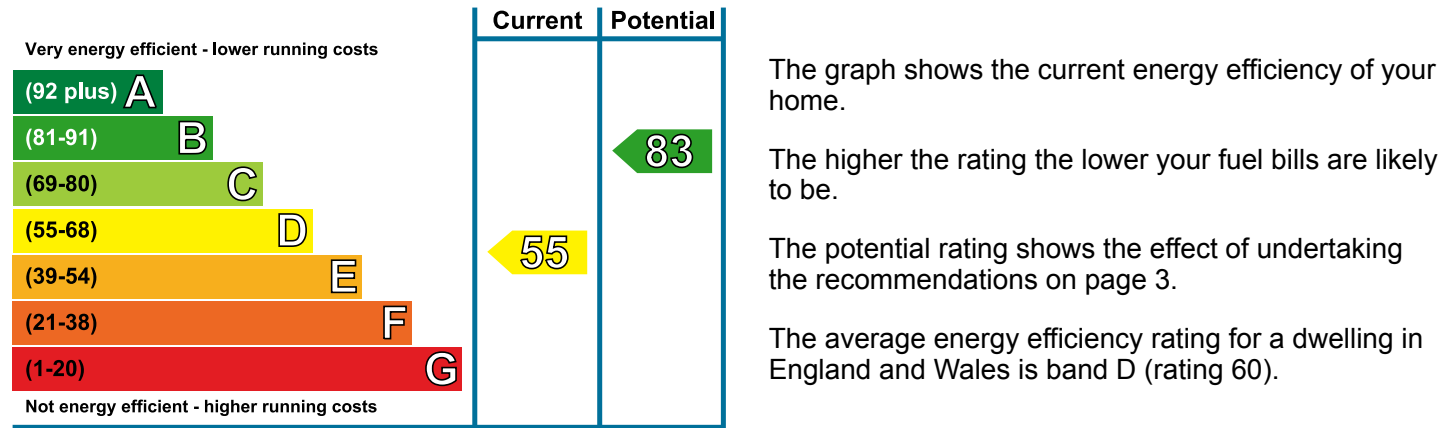 Current Potential
Very energy efficient - lower running costs
(92 plus) A
(81-91) B
(69-80) C
(55-68) D
(39-54) E
(21-38) F
(1-20) G
Not energy efficient - higher running costs
83
55
The graph shows the current energy efficiency of your
home.
The higher the rating the lower your fuel bills are likely
to be.
The potential rating shows the effect of undertaking
the recommendations on page 3.
The average energy efficiency rating for a dwelling in
England and Wales is band D (rating 60).